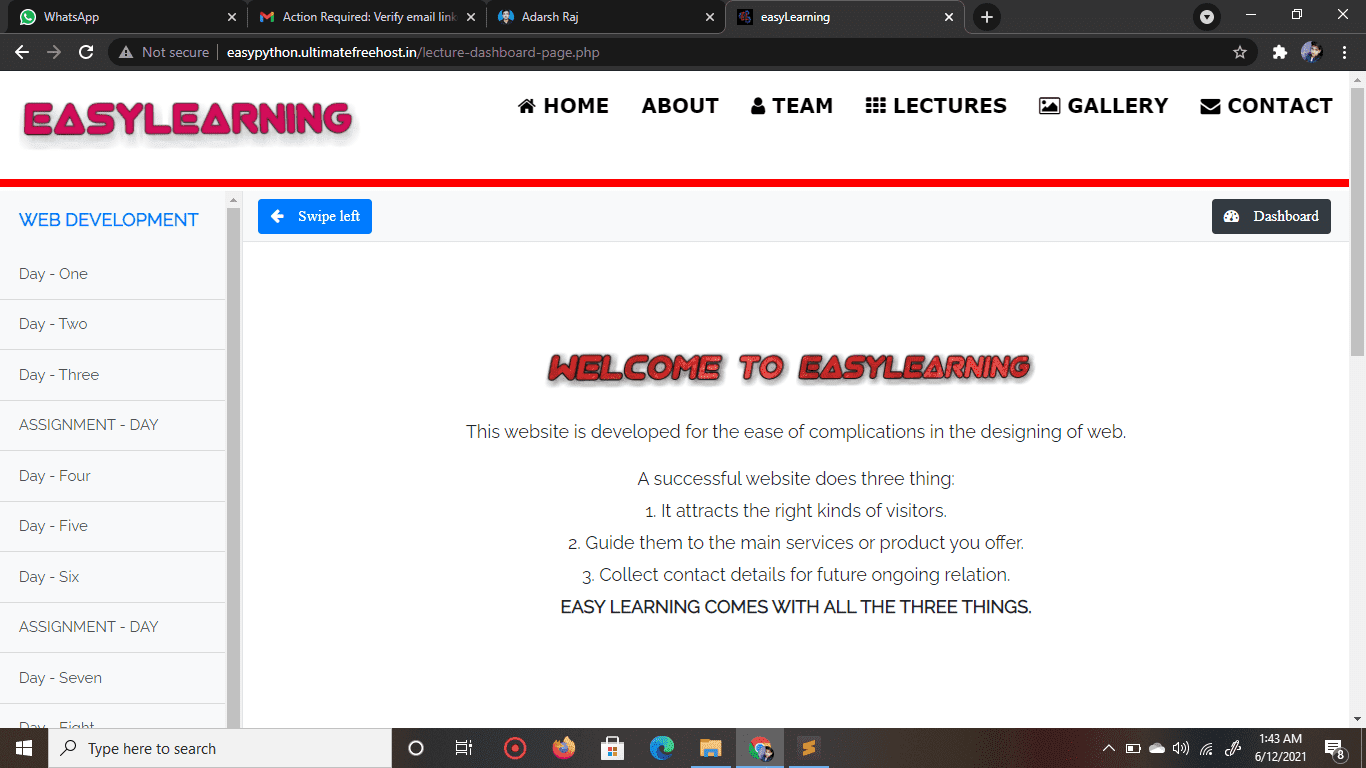 WhatsApp
Action Required: Verify email link
Adarsh Raj
easyLearning
Not secure
easypython.ultimatefreehost.in/lecture-dashboard-page.php
EASYLEARNING
HOME ABOUT TEAM LECTURES GALLERY CONTACT
WEB DEVELOPMENT
Day - One
Day - Two
Day - Three
ASSIGNMENT - DAY
Day - Four
Day - Five
Day - Six
ASSIGNMENT - DAY
Day - Seven
Day - Eight
Swipe left
Dashboard
WELCOME TO EASYLEARNING
This website is developed for the ease of complications in the designing of web.
A successful website does three thing:
1. It attracts the right kinds of visitors.
2. Guide them to the main services or product you offer.
3. Collect contact details for future ongoing relation.
EASY LEARNING COMES WITH ALL THE THREE THINGS.
Type here to search
1:43 AM
6/12/2021
8